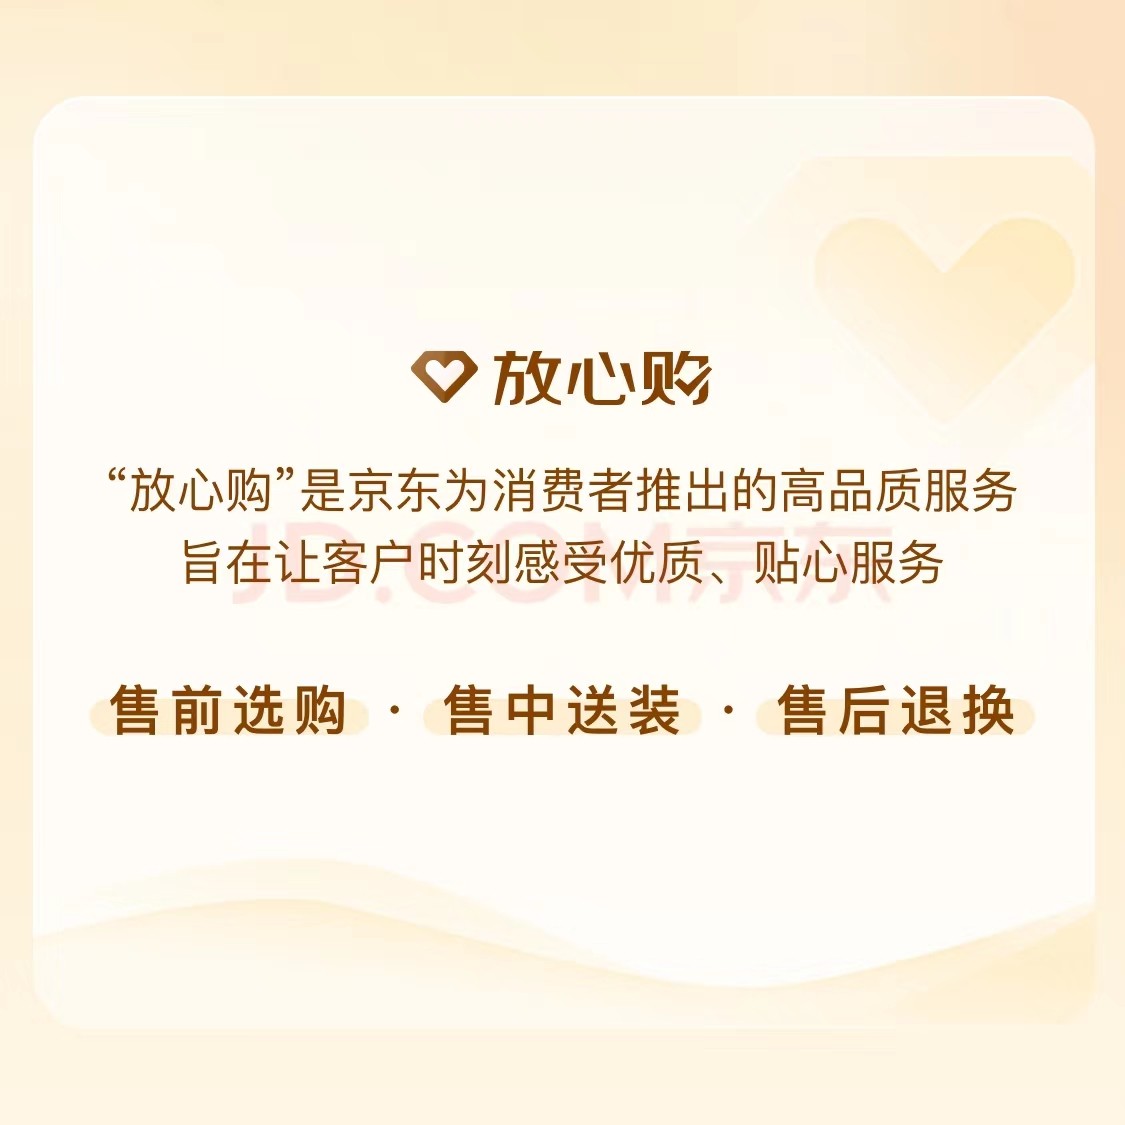 放心购
“放心购”是京东为消费者推出的高品质服务
旨在让客户时刻感受优质、贴心服务
JD.COM京东
售前选购 · 售中送装 · 售后退换